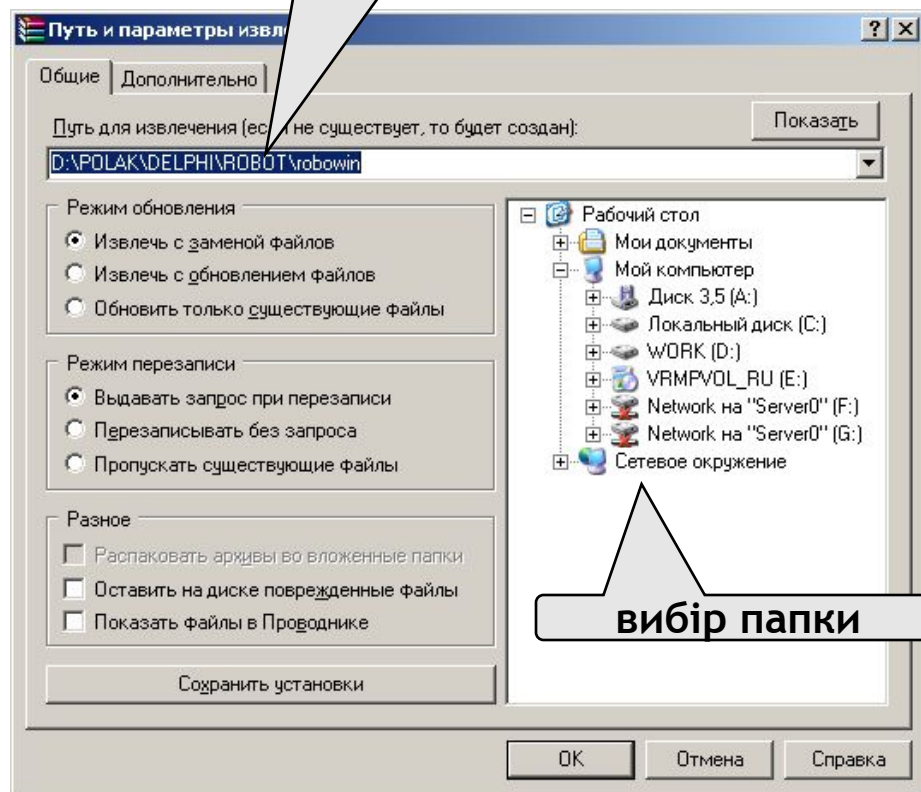 Путь и параметры извл
Общие
Дополнительно
Путь для извлечения (если не существует, то будет создан):
Показать
D:\POLAK\DELPHI\ROBOT\robowin
Режим обновления
Извлечь с заменой файлов
Извлечь с обновлением файлов
Обновить только существующие файлы
Режим перезаписи
Выдавать запрос при перезаписи
Перезаписывать без запроса
Пропускать существующие файлы
Разное
Распаковать архивы во вложенные папки
Оставить на диске поврежденные файлы
Показать файлы в Проводнике
Сохранить установки
Рабочий стол
Мои документы
Мой компьютер
Диск 3,5 (A:)
Локальный диск (C:)
WORK (D:)
VRMPVOL_RU (E:)
Network на "Server0" (F:)
Network на "Server0" (G:)
Сетевое окружение
вибір папки
OK
Отмена
Справка